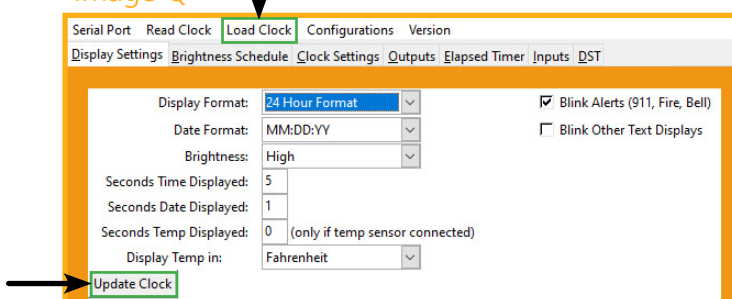 Image Q
Serial Port Read Clock Load Clock Configurations Version
Display Settings Brightness Schedule Clock Settings Outputs Elapsed Timer Inputs DST
Display Format: 24 Hour Format Blink Alerts (911, Fire, Bell)
Date Format: MM:DD:YY Blink Other Text Displays
Brightness: High
Seconds Time Displayed: 5
Seconds Date Displayed: 1
Seconds Temp Displayed: 0 (only if temp sensor connected)
Display Temp in: Fahrenheit
Update Clock